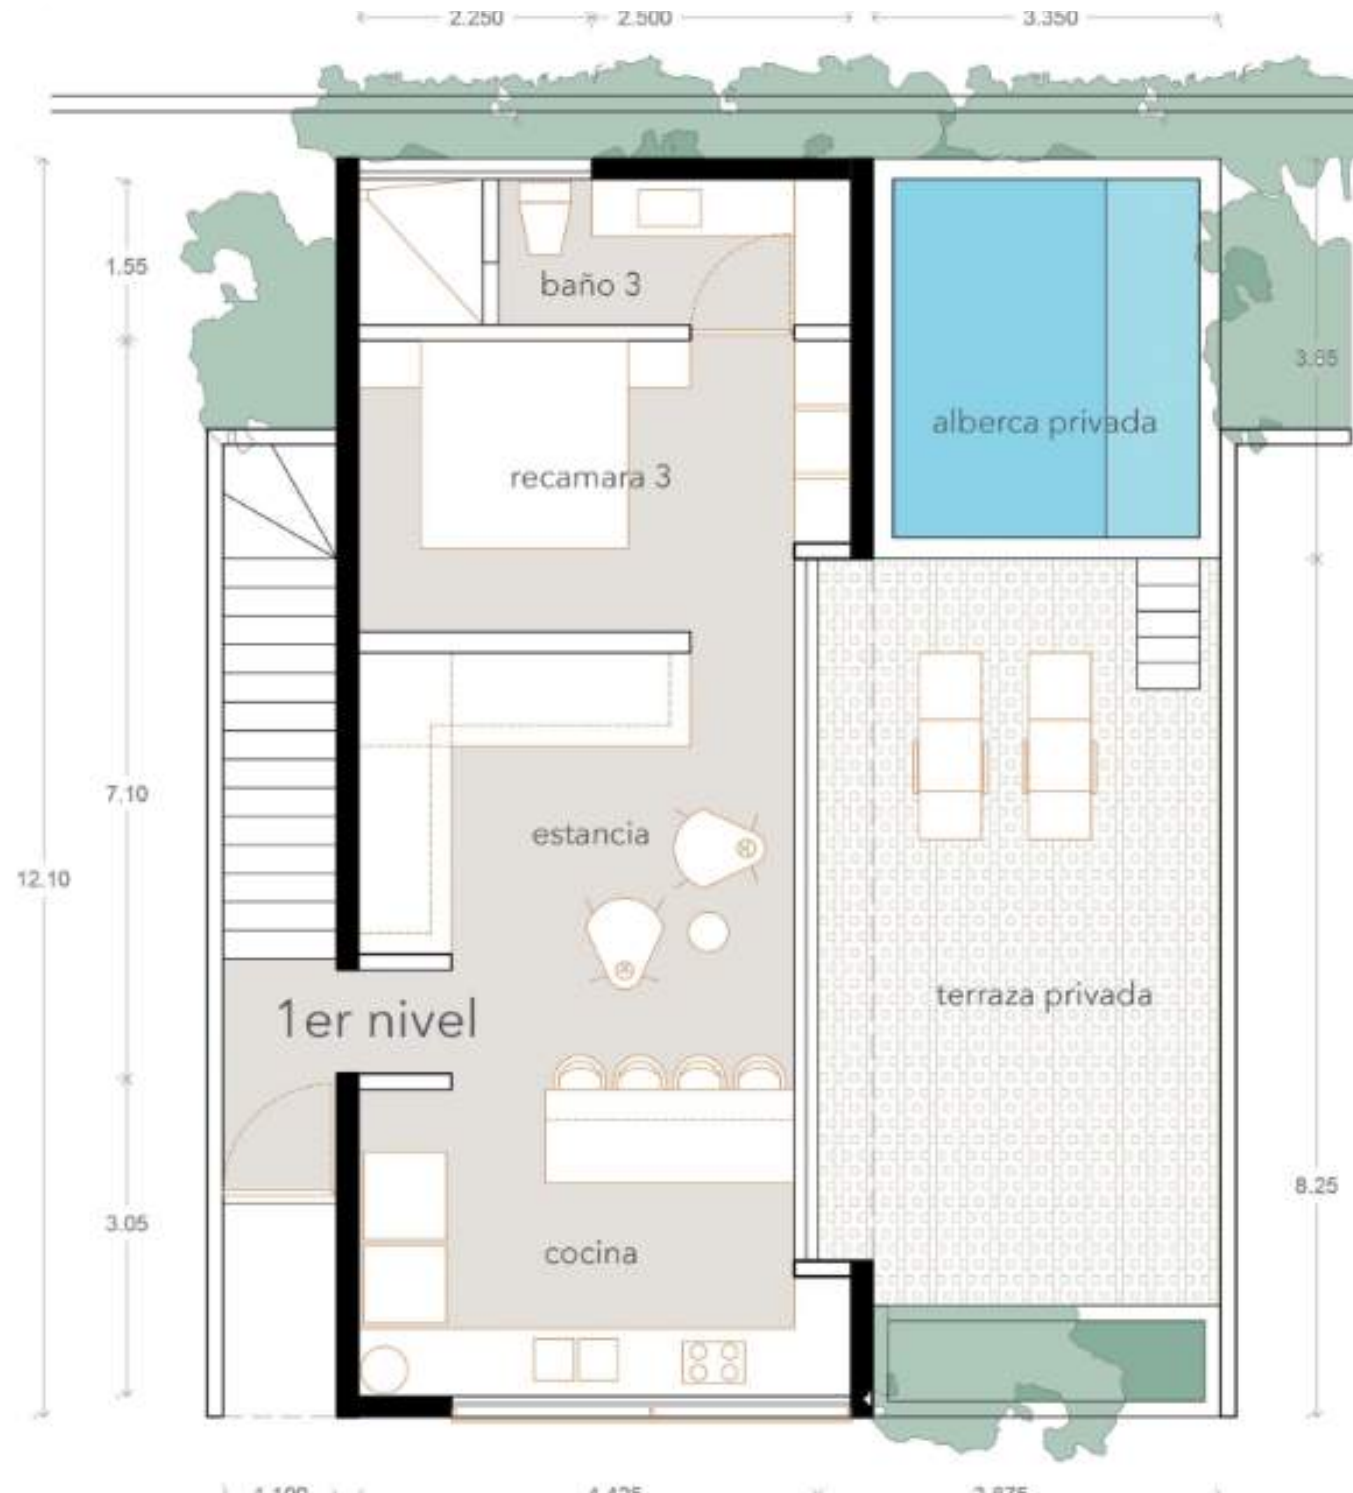 2.250
2.500
3.350
1.55
baño 3
3.85
alberca privada
recamara 3
7.10
estancia
12.10
terraza privada
1er nivel
8.25
3.05
cocina